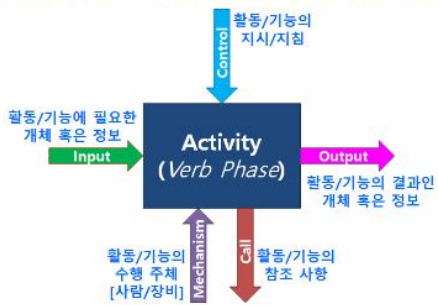 활동/기능의
지시/지침
Control
활동/기능에 필요한
개체 혹은 정보
Input
Activity
(Verb Phase)
Output
활동/기능의 결과인
개체 혹은 정보
활동/기능의
수행 주체
[사람/장비]
Mechanism
Call
활동/기능의
참조 사항